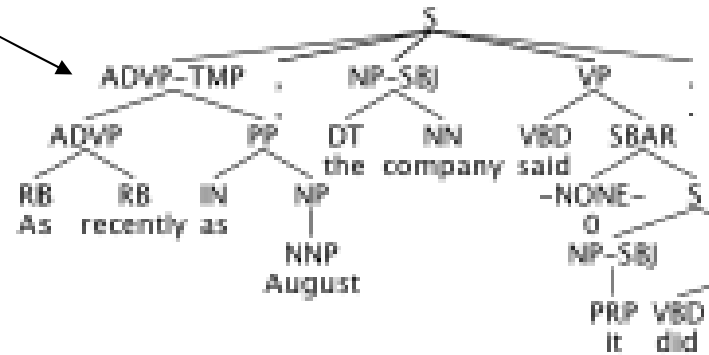 S
ADVP-TMP , NP-SBJ VP .
ADVP PP DT NN VBD SBAR
the company said
RB RB IN NP -NONE- S
As recently as 0
NNP NP-SBJ
August
PRP VBD
it did